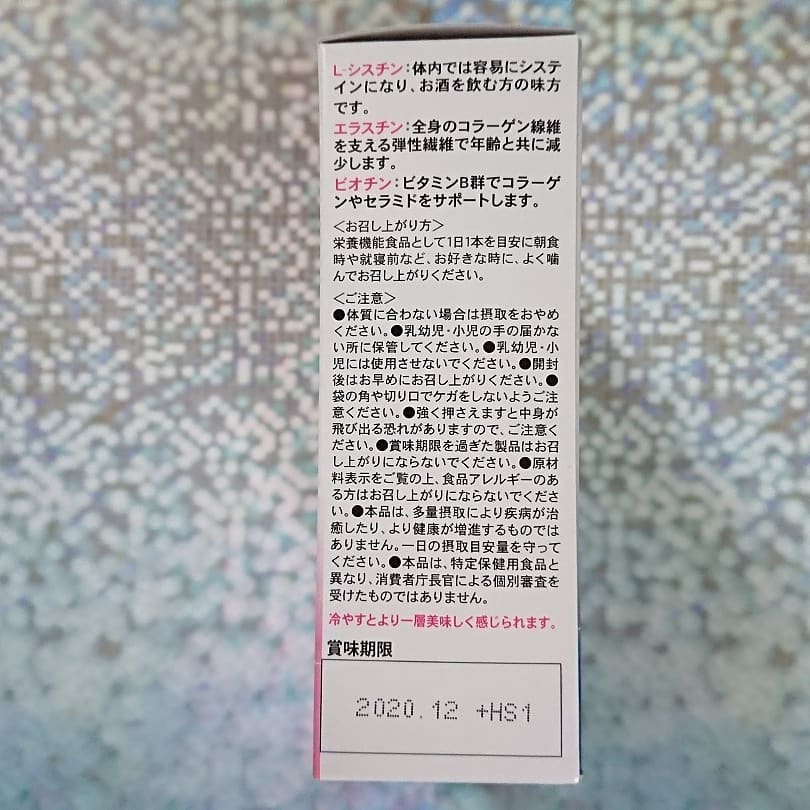 L-シスチン:体内では容易にシステ
インになり、お酒を飲む方の味方
です。
エラスチン:全身のコラーゲン線維
を支える弾性繊維で年齢と共に減
少します。
ビオチン:ビタミンB群でコラーゲ
ンやセラミドをサポートします。
＜お召し上がり方＞
栄養機能食品として1日1本を目安に朝食
時や就寝前など、お好きな時に、よく噛
んでお召し上がりください。
＜ご注意＞
●体質に合わない場合は摂取をおやめ
ください。●乳幼児・小児の手の届かな
い所に保管してください。●乳幼児・小
児には使用させないでください。●開封
後はお早めにお召し上がりください。●
袋の角や切り口でケガをしないようご注
意ください。●強く押さえますと中身が
飛び出る恐れがありますので、ご注意く
ださい。●賞味期限を過ぎた製品はお召
し上がりにならないでください。●原材
料表示をご覧の上、食品アレルギーのあ
る方はお召し上がりにならないでくださ
い。●本品は、多量摂取により疾病が治
癒したり、より健康が増進するものでは
ありません。一日の摂取目安量を守って
ください。●本品は、特定保健用食品と
異なり、消費者庁長官による個別審査を
受けたものではありません。
冷やすとより一層美味しく感じられます。
賞味期限
2020.12 +HS1